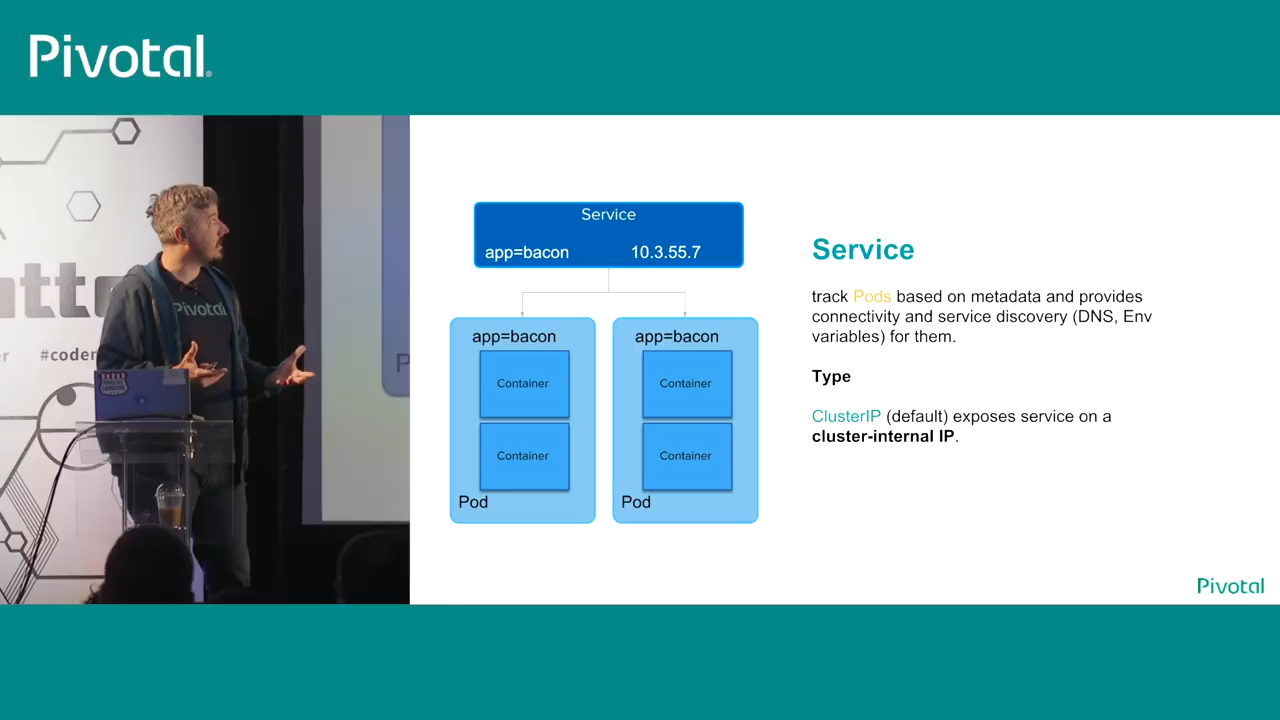 Pivotal
Pivotal
#coder
P
Service
app=bacon 10.3.55.7
app=bacon
Container
Container
Pod
app=bacon
Container
Container
Pod
Service
track Pods based on metadata and provides
connectivity and service discovery (DNS, Env
variables) for them.
Type
ClusterIP (default) exposes service on a
cluster-internal IP.
Pivotal